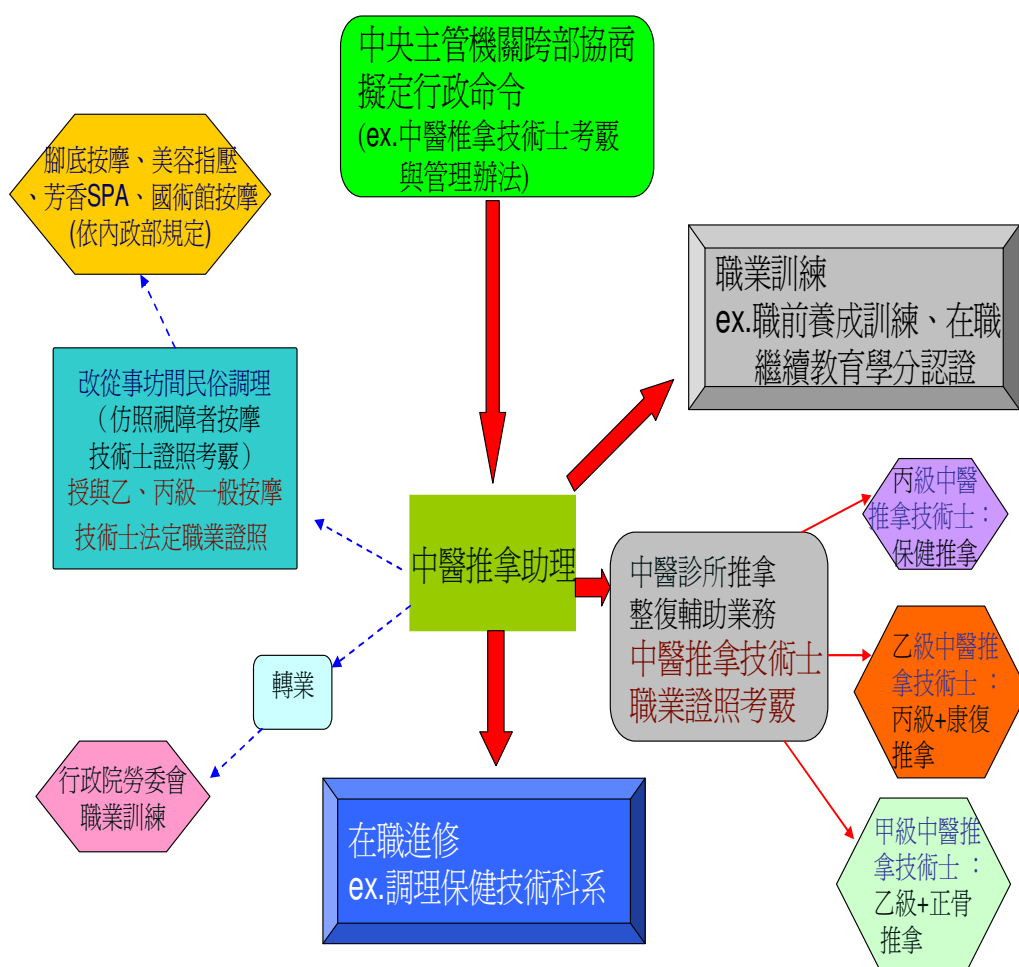 中央主管機關跨部協商
擬定行政命令
(ex.中醫椎拿技術士考覈
與管理辦法)
腳底按摩、美容指壓
、芳香SPA、國術館按摩
(依內政部規定)
職業訓練
ex.職前養成訓練、在職
繼續教育學分認證
改從事坊間民俗調理
（仿照視障者按摩
技術士證照考覈）
授與乙、丙級一般按摩
技術士法定職業證照
中醫推拿助理
中醫診所推拿
整復輔助業務
中醫推拿技術士
職業證照考覈
丙級中醫
推拿技術士：
保健推拿
乙級中醫推
拿技術士：
丙級+康復
推拿
甲級中醫推
拿技術士：
乙級+正骨
推拿
轉業
行政院勞委會
職業訓練
在職進修
ex.調理保健技術科系